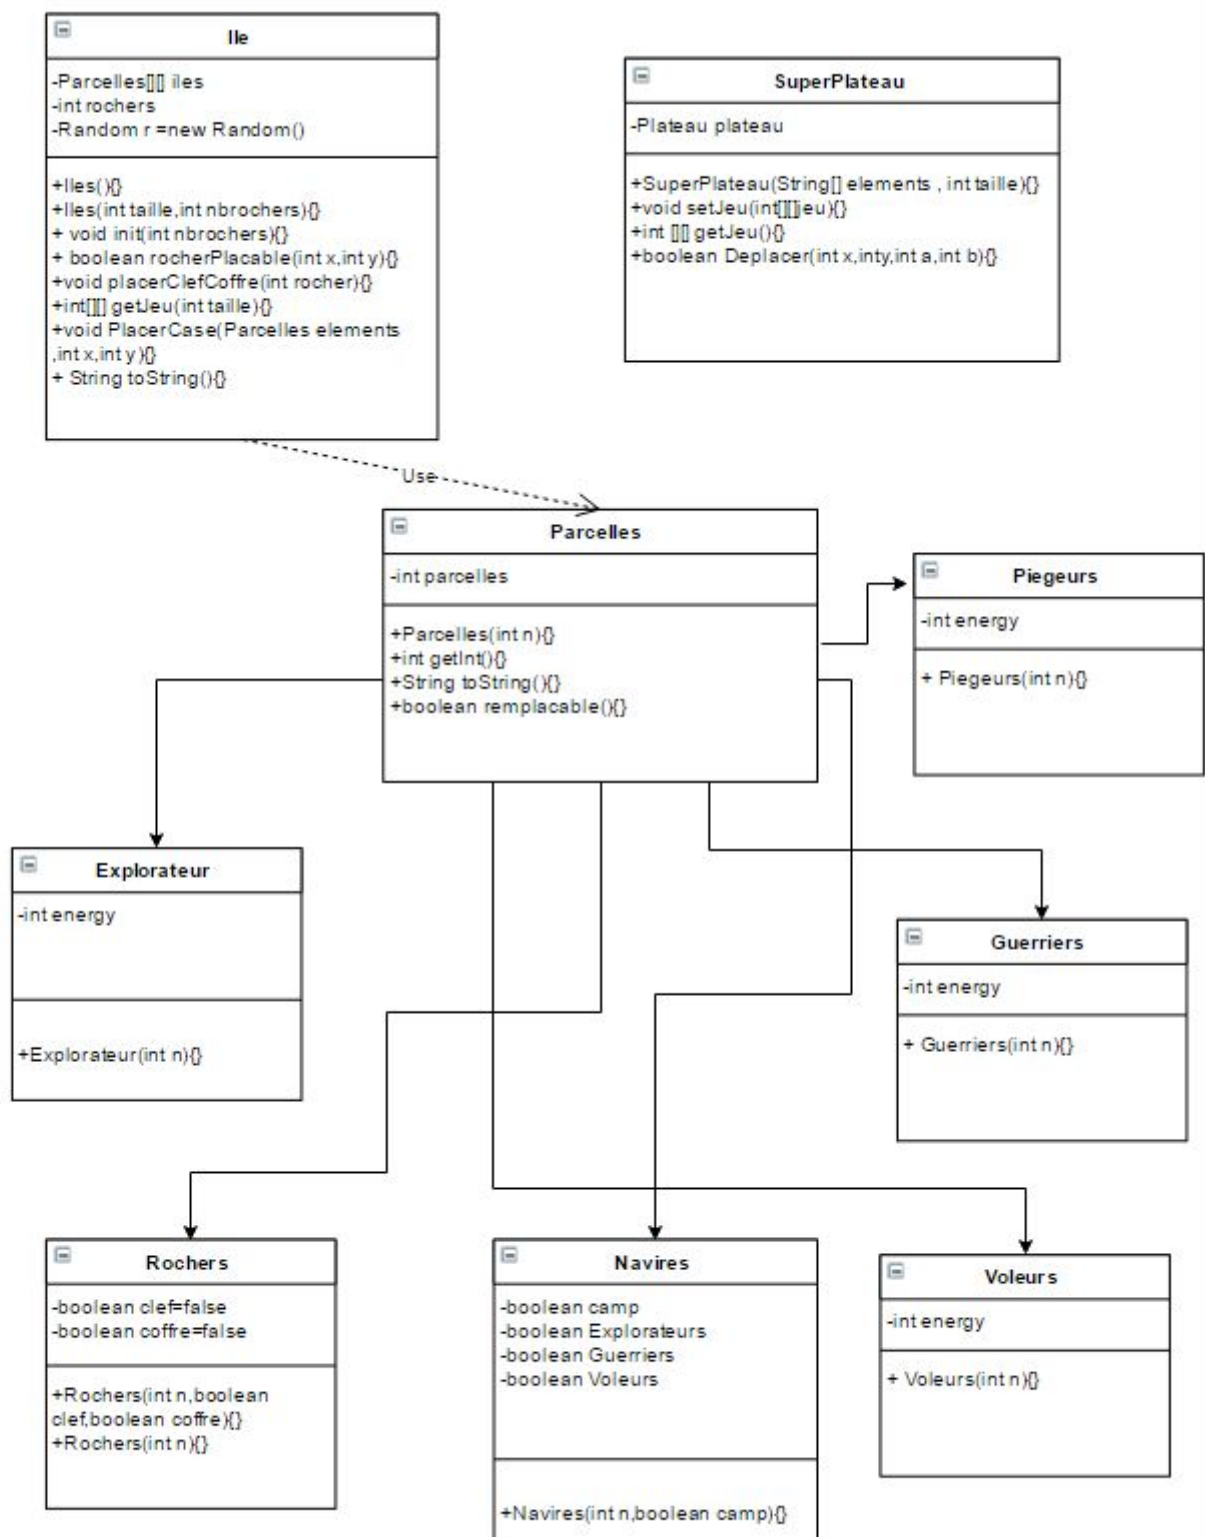 Ile
-Parcelles[][] iles
-int rochers
-Random r =new Random()
+Iles(){}
+Iles(int taille,int nbrochers){}
+ void init(int nbrochers){}
+ boolean rocherPlacable(int x,int y){}
+void placerClefCoffre(int rocher){}
+int[][] getJeu(int taille){}
+void PlacerCase(Parcelles elements
,int x,int y){}
+ String toString(){}
SuperPlateau
-Plateau plateau
+SuperPlateau(String[] elements , int taille){}
+void setJeu(int[][]jeu){}
+int [][] getJeu(){}
+boolean Deplacer(int x,inty,int a,int b){}
Use
Parcelles
-int parcelles
+Parcelles(int n){}
+int getInt(){}
+String toString(){}
+boolean remplacable(){}
Piegeurs
-int energy
+ Piegeurs(int n){}
Explorateur
-int energy
+Explorateur(int n){}
Guerriers
-int energy
+ Guerriers(int n){}
Rochers
-boolean clef=false
-boolean coffre=false
+Rochers(int n,boolean
clef,boolean coffre){}
+Rochers(int n){}
Navires
-boolean camp
-boolean Explorateurs
-boolean Guerriers
-boolean Voleurs
+Navires(int n,boolean camp){}
Voleurs
-int energy
+ Voleurs(int n){}